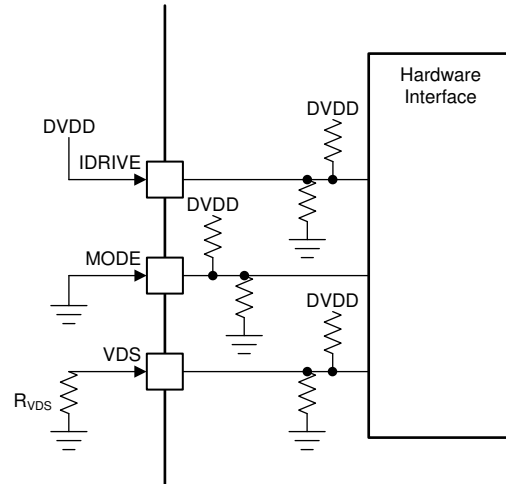 Hardware
Interface
DVDD
DVDD
IDRIVE
DVDD
MODE
DVDD
VDS
RVDS